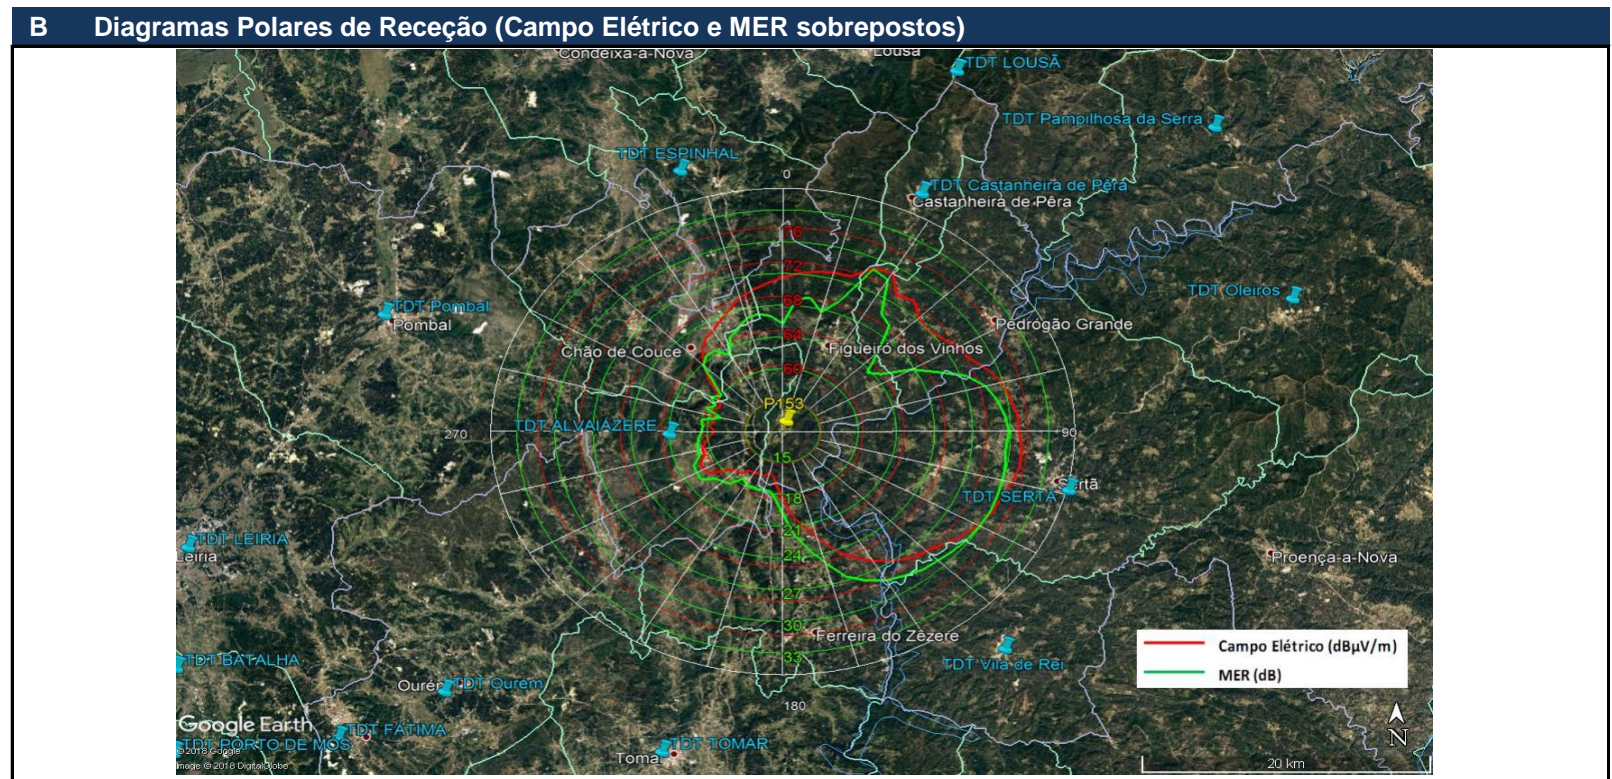 B Diagramas Polares de Receção (Campo Elétrico e MER sobrepostos)
Condeixa-a-Nova
Lousã
TDT LOUSÃ
TDT Pampilhosa da Serra
TDT ESPINHAL
0
TDT Castanheira de Pêra
Castanheira de Pêra
76
72
TDT Oleiros
68
TDT Pombal
Pombal
Pedrógão Grande
64
Chão de Couce
Figueiró dos Vinhos
60
P153
TDT ALVAIÁZERE
270
90
15
Sertã
TDT SERTÃ
18
21
TDT LEIRIA
Leiria
24
Proença-a-Nova
27
30
Ferreira do Zêzere
Campo Elétrico (dBµV/m)
33
TDT BATALHA
TDT Vila de Rei
MER (dB)
Ourém
TDT Ourém
180
Google Earth
TDT FÁTIMA
N
TDT PORTO DE MÓS
TDT TOMAR
© 2018 Google
Tomar
Image © 2018 DigitalGlobe
20 km